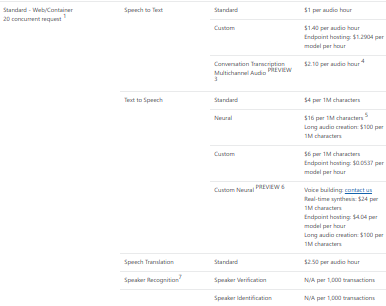 Standard - Web/Container
20 concurrent request 1
Speech to Text
Standard
$1 per audio hour
Custom
$1.40 per audio hour
Endpoint hosting: $1.2904 per
model per hour
Conversation Transcription
Multichannel Audio PREVIEW
3
$2.10 per audio hour 4
Text to Speech
Standard
$4 per 1M characters
Neural
$16 per 1M characters 5
Long audio creation: $100 per
1M characters
Custom
$6 per 1M characters
Endpoint hosting: $0.0537 per
model per hour
Custom Neural PREVIEW 6
Voice building: contact us
Real-time synthesis: $24 per
1M characters
Endpoint hosting: $4.04 per
model per hour
Long audio creation: $100 per
1M characters
Speech Translation
Standard
$2.50 per audio hour
Speaker Recognition7
Speaker Verification
N/A per 1,000 transactions
Speaker Identification
N/A per 1,000 transactions